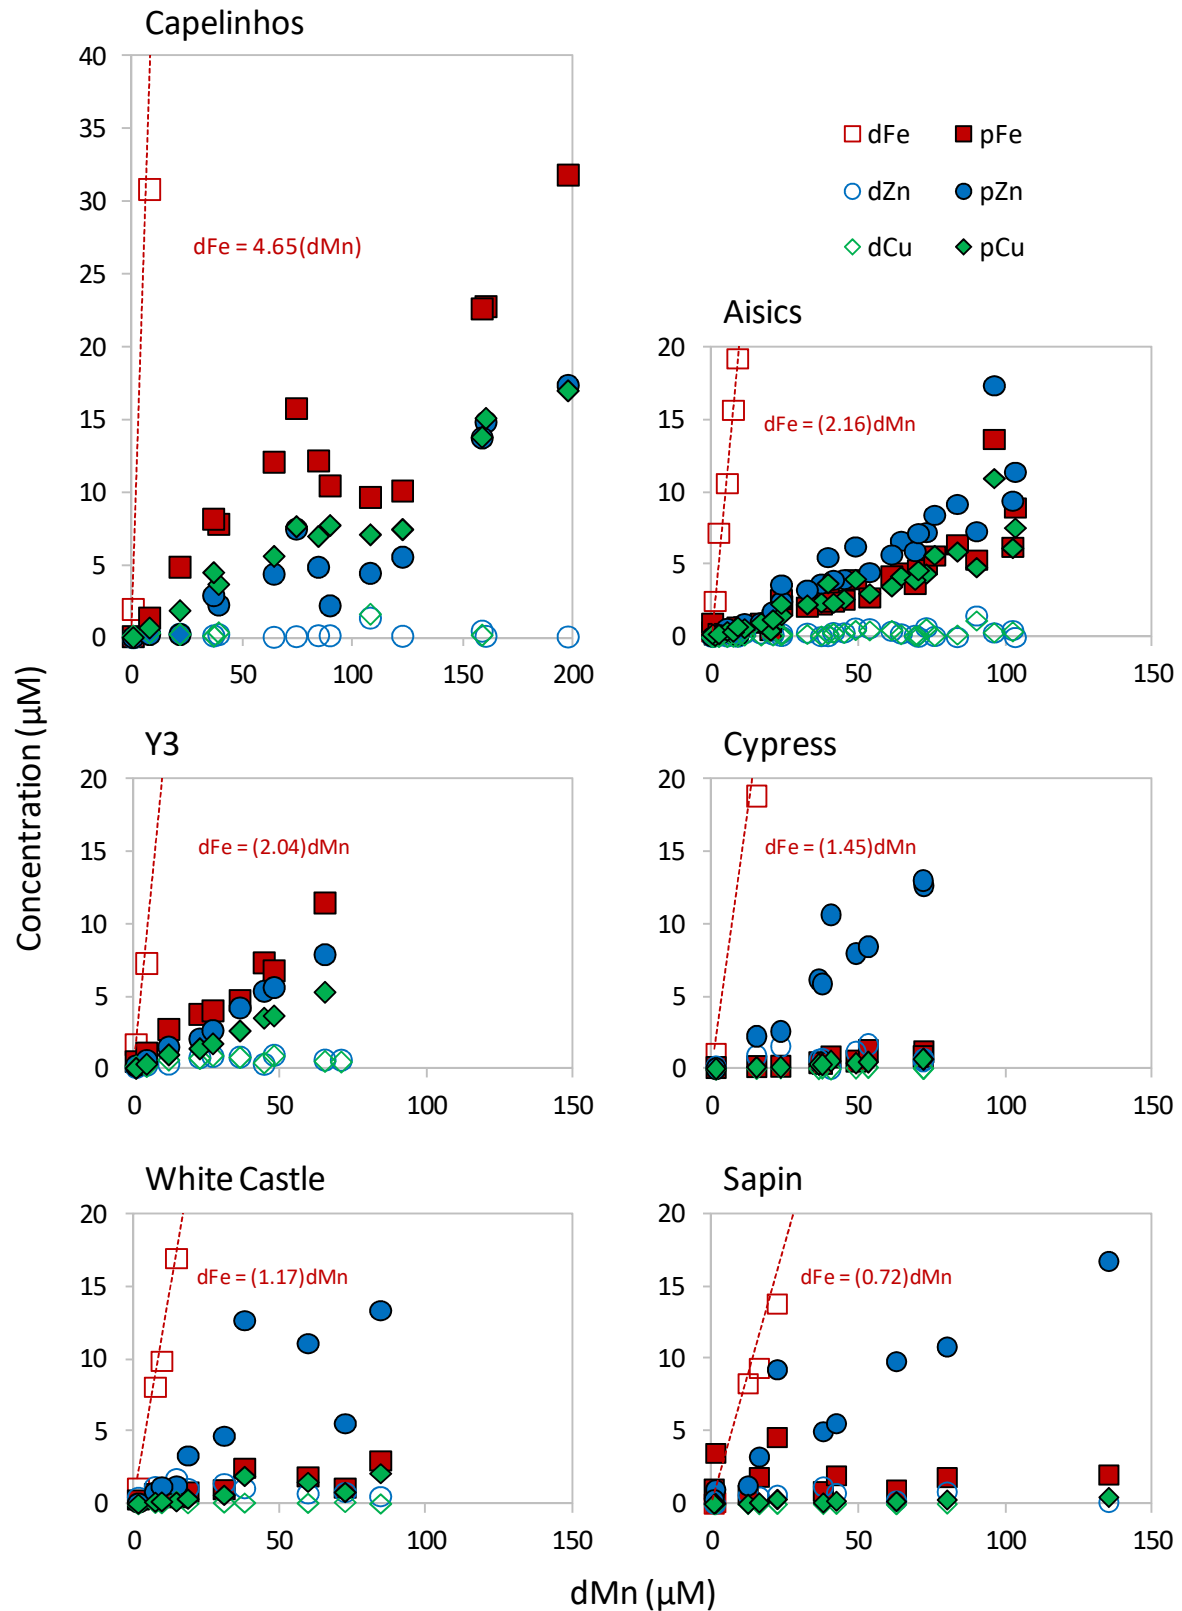 Capelinhos
40
35
30
25
20
15
10
5
0
0 50 100 150 200
dFe = 4.65(dMn)
dFe pFe
dZn pZn
dCu pCu
Aisics
20
15
10
5
0
0 50 100 150
dFe = (2.16)dMn
Concentration (µM)
Y3
20
15
10
5
0
0 50 100 150
dFe = (2.04)dMn
Cypress
20
15
10
5
0
0 50 100 150
dFe = (1.45)dMn
White Castle
20
15
10
5
0
0 50 100 150
dFe = (1.17)dMn
Sapin
20
15
10
5
0
0 50 100 150
dFe = (0.72)dMn
dMn (µM)